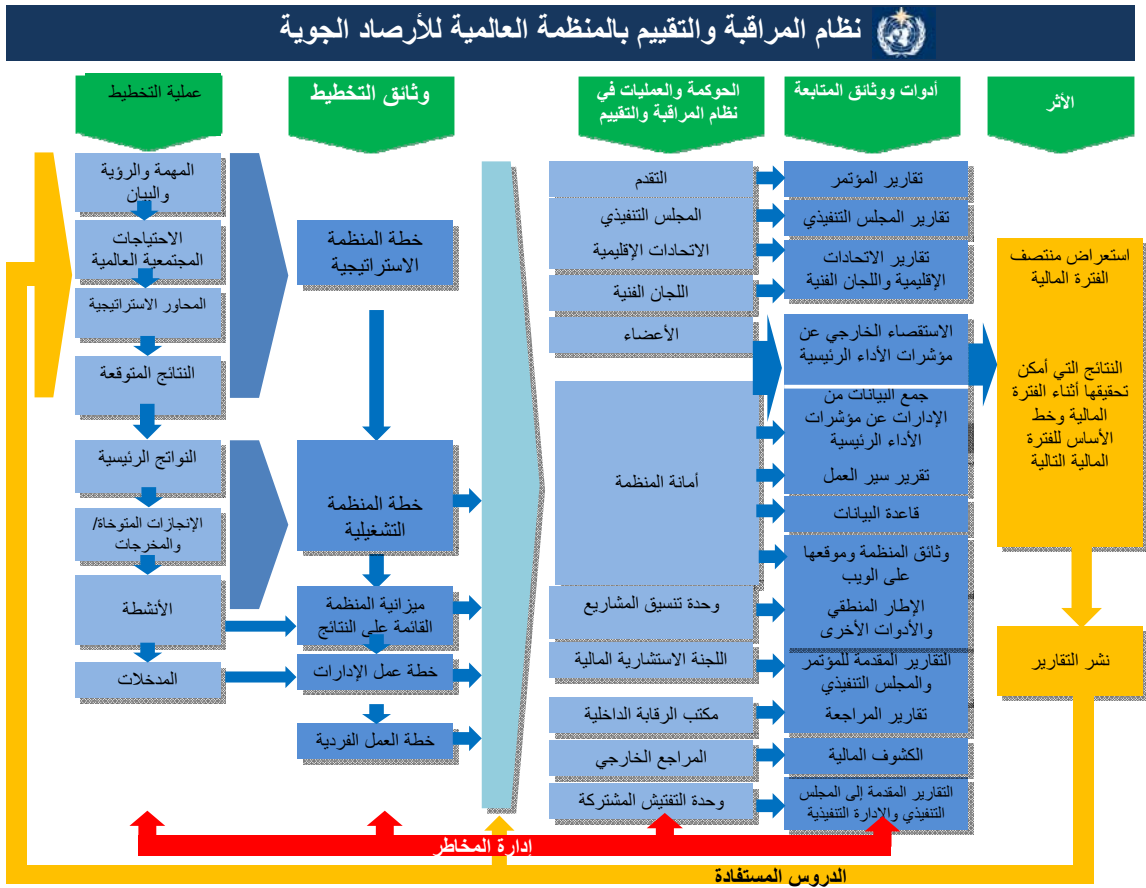 نظام المراقبة والتقييم بالمنظمة العالمية للأرصاد الجوية
عملية التخطيط
المهمة والرؤية
والبيان
الاحتياجات
المجتمعية العالمية
المحاور الاستراتيجية
النتائج المتوقعة
النواتج الرئيسية
الإنجازات المتوخاة/
والمخرجات
الأنشطة
المدخلات
وثائق التخطيط
خطة المنظمة
الاستراتيجية
خطة المنظمة
التشغيلية
ميزانية المنظمة
القائمة على النتائج
خطة عمل الإدارات
خطة العمل الفردية
الحوكمة والعمليات في
نظام المراقبة والتقييم
التقدم
المجلس التنفيذي
الاتحادات الإقليمية
اللجان الفنية
الأعضاء
أمانة المنظمة
وحدة تنسيق المشاريع
اللجنة الاستشارية المالية
مكتب الرقابة الداخلية
المراجع الخارجي
وحدة التفتيش المشتركة
أدوات ووثائق المتابعة
تقارير المؤتمر
تقارير المجلس التنفيذي
تقارير الاتحادات
الإقليمية واللجان الفنية
الاستقصاء الخارجي عن
مؤشرات الأداء الرئيسية
جمع البيانات من
الإدارات عن مؤشرات
الأداء الرئيسية
تقرير سير العمل
قاعدة البيانات
وثائق المنظمة وموقعها
على الويب
الإطار المنطقي
والأدوات الأخرى
التقارير المقدمة للمؤتمر
والمجلس التنفيذي
تقارير المراجعة
الكشوف المالية
التقارير المقدمة إلى المجلس
التنفيذي والإدارة التنفيذية
الأثر
استعراض منتصف
الفترة المالية
النتائج التي أمكن
تحقيقها أثناء الفترة
المالية وخط
الأساس للفترة
المالية التالية
نشر التقارير
إدارة المخاطر
الدروس المستفادة